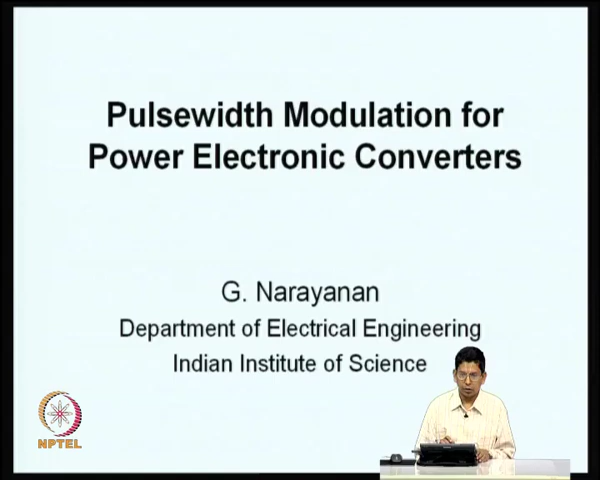 Pulsewidth Modulation for
Power Electronic Converters
G. Narayanan
Department of Electrical Engineering
Indian Institute of Science
NPTEL